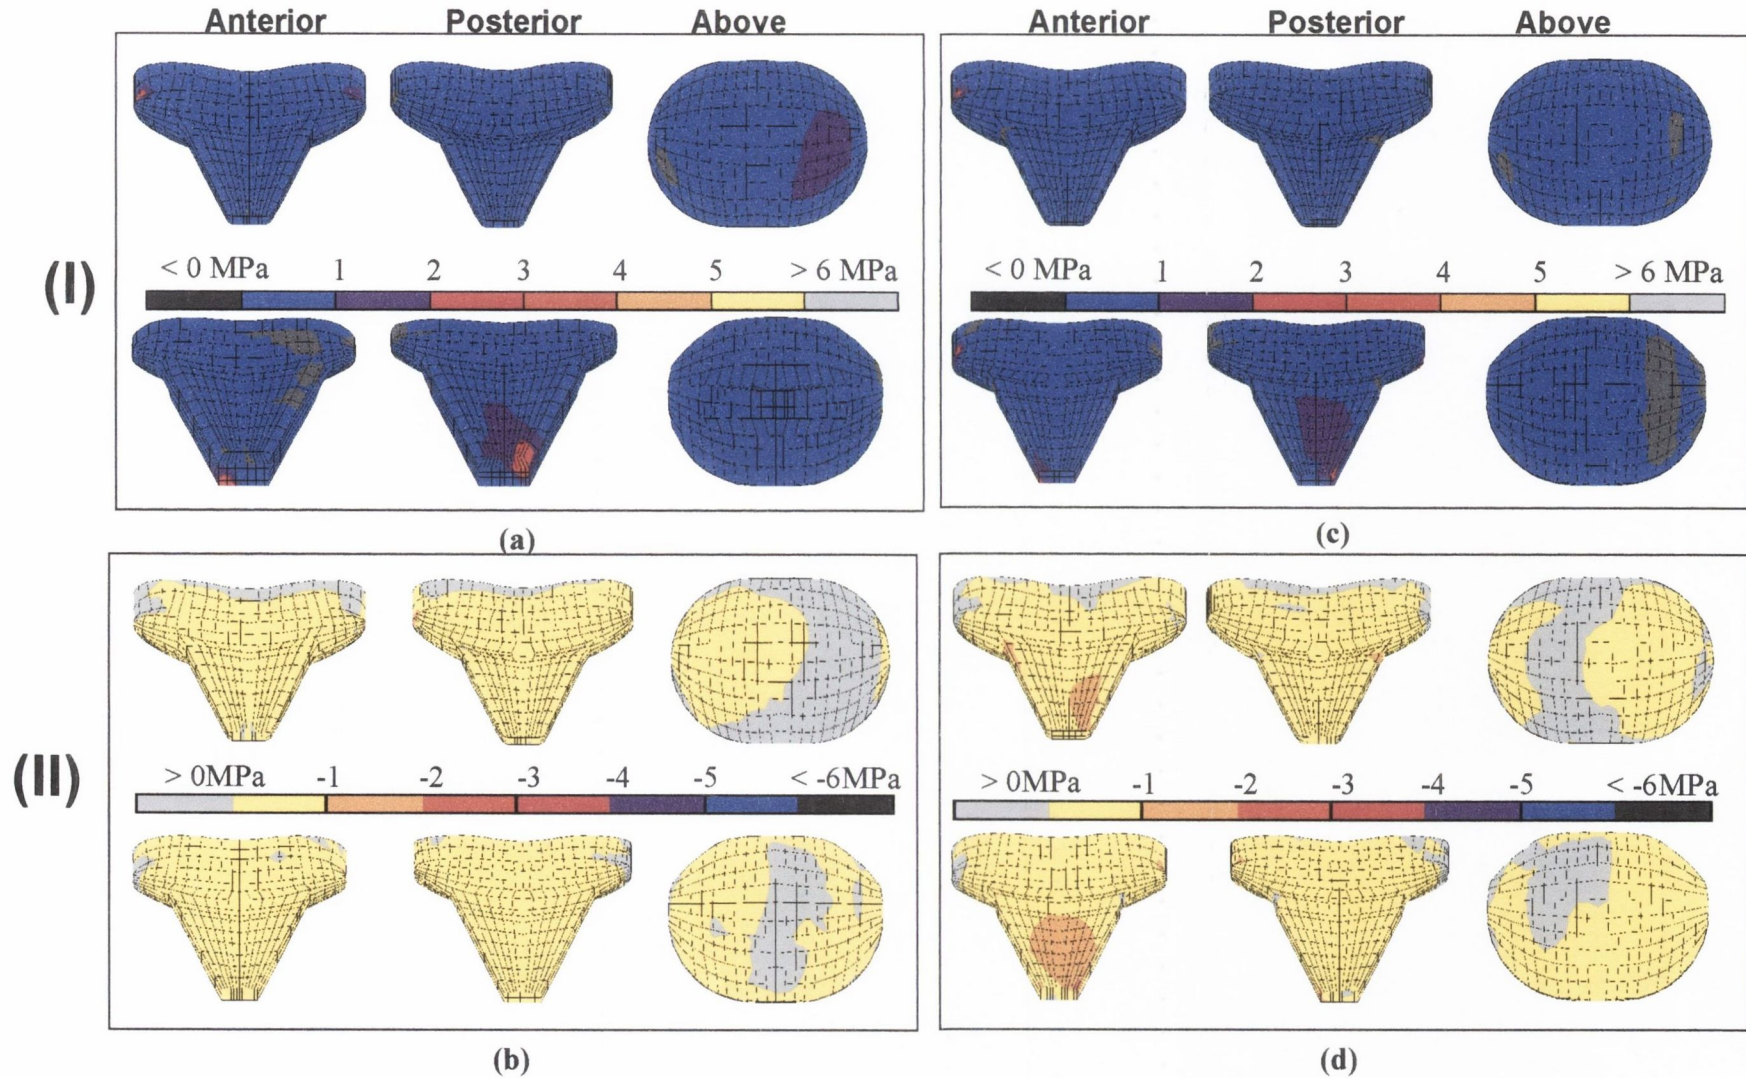 Anterior Posterior Above Anterior Posterior Above
(I)
< 0 MPa 1 2 3 4 5 > 6 MPa
< 0 MPa 1 2 3 4 5 > 6 MPa
(a) (c)
(II)
> 0MPa -1 -2 -3 -4 -5 < -6MPa
> 0MPa -1 -2 -3 -4 -5 < -6MPa
(b) (d)